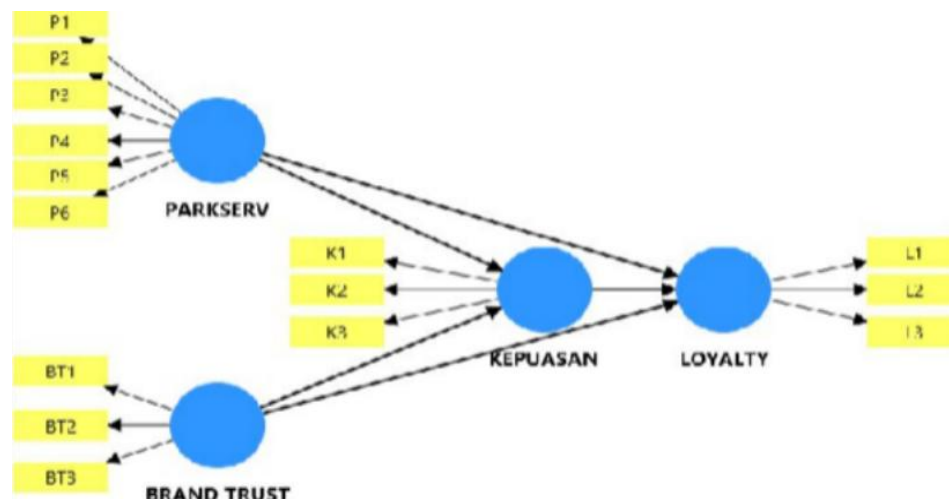 P1
P2
P3
P4
P5
P6
PARKSERV
K1
K2
K3
KEPUASAN
LOYALTY
L1
L2
L3
BT1
BT2
BT3
BRAND TRUST